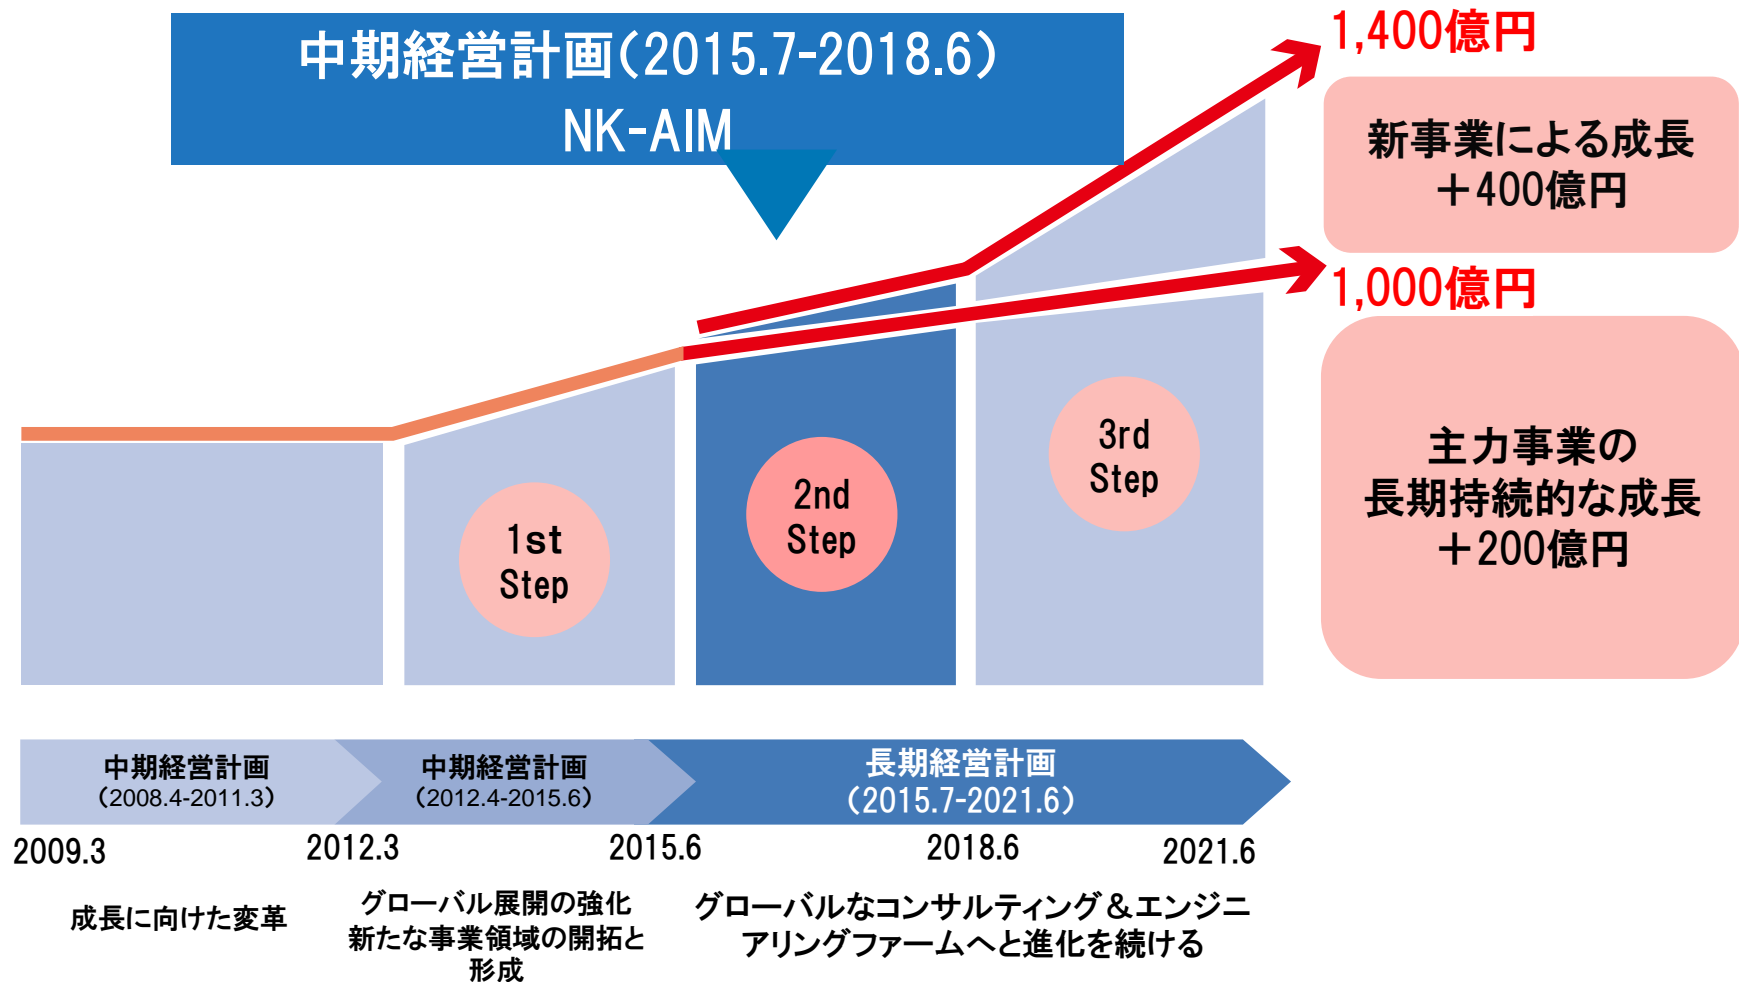 中期経営計画（2015.7-2018.6）
NK-AIM
1,400億円
新事業による成長
＋400億円
1,000億円
主力事業の
長期持続的な成長
＋200億円
1st
Step
2nd
Step
3rd
Step
中期経営計画
（2008.4-2011.3）
中期経営計画
（2012.4-2015.6）
長期経営計画
（2015.7-2021.6）
2009.3
2012.3
2015.6
2018.6
2021.6
成長に向けた変革
グローバル展開の強化
新たな事業領域の開拓と
形成
グローバルなコンサルティング＆エンジニ
アリングファームへと進化を続ける